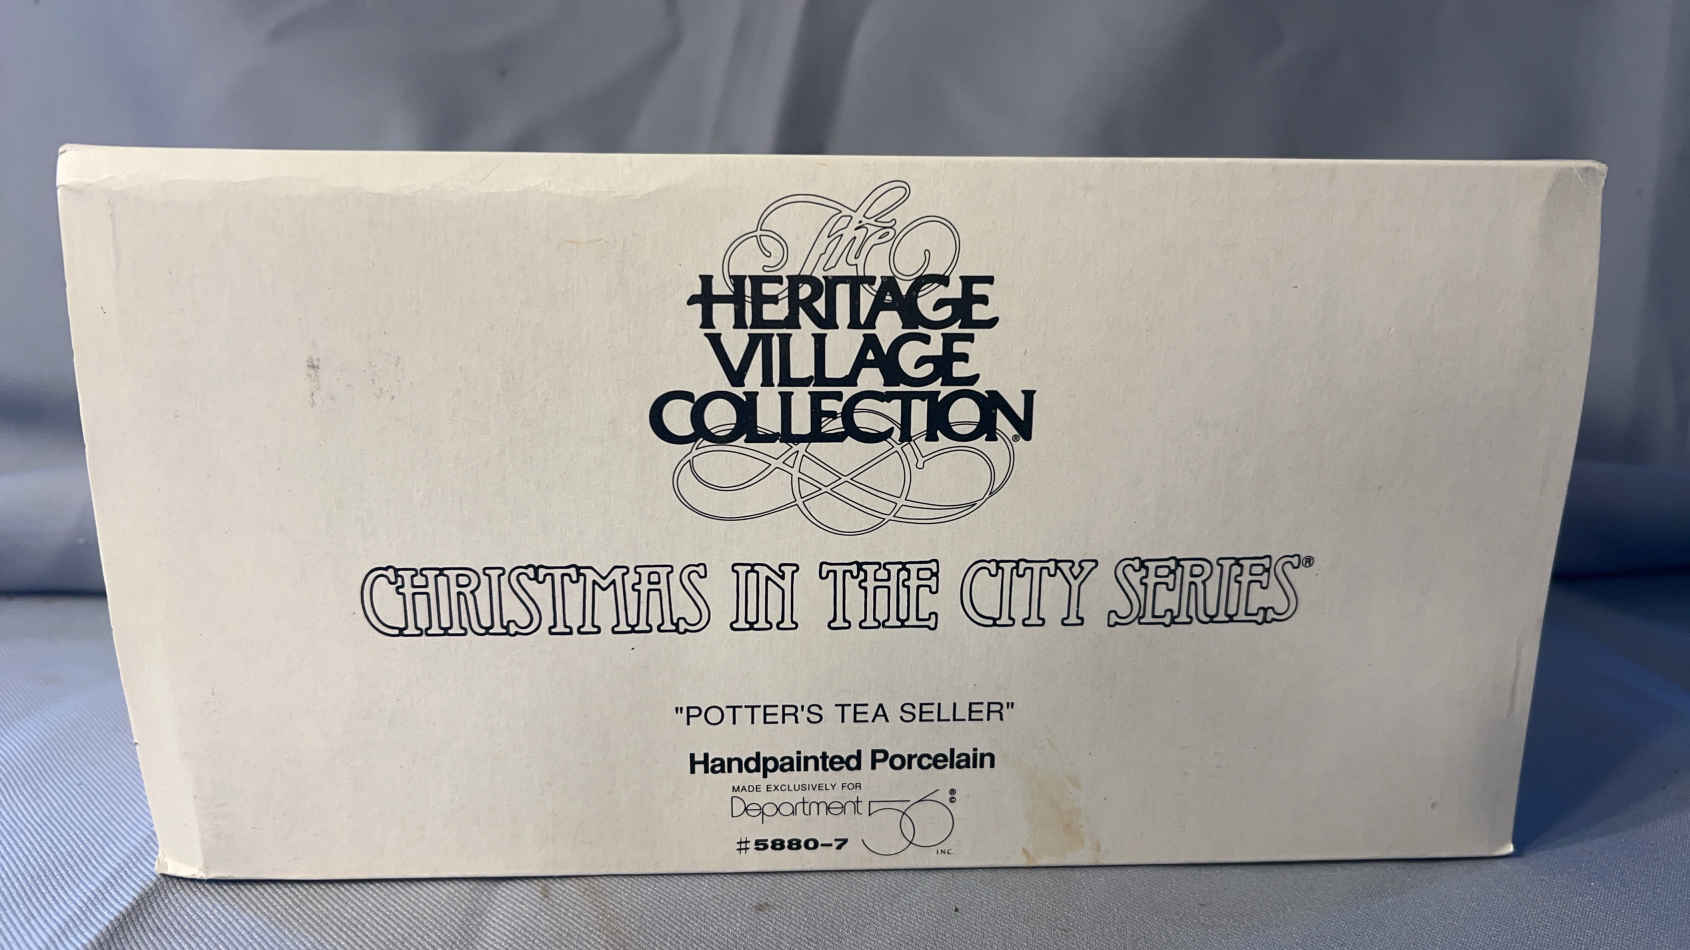 The
HERITAGE
VILLAGE
COLLECTION®
CHRISTMAS IN THE CITY SERIES®
"POTTER'S TEA SELLER"
Handpainted Porcelain
MADE EXCLUSIVELY FOR
Department 56®©
INC.
#5880-7